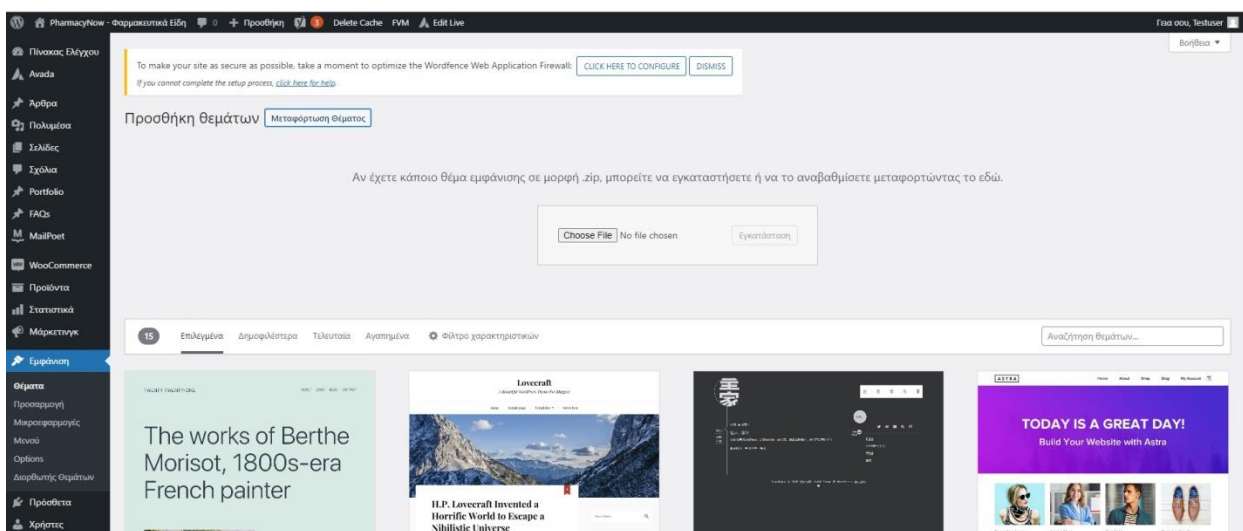 PharmacyNow - Φαρμακευτικά Είδη 0 Προσθήκη 3 Delete Cache FVM Edit Live Γεια σου, Testuser
Βοήθεια
Πίνακας Ελέγχου
Avada
Άρθρα
Πολυμέσα
Σελίδες
Σχόλια
Portfolio
FAQs
MailPoet
WooCommerce
Προϊόντα
Στατιστικά
Μάρκετινγκ
Εμφάνιση
Θέματα
Προσαρμογή
Μικροεφαρμογές
Μενού
Options
Διορθωτής Θεμάτων
Πρόσθετα
Χρήστες
To make your site as secure as possible, take a moment to optimize the Wordfence Web Application Firewall: CLICK HERE TO CONFIGURE DISMISS
If you cannot complete the setup process, click here for help.
Προσθήκη θεμάτων Μεταφόρτωση Θέματος
Αν έχετε κάποιο θέμα εμφάνισης σε μορφή .zip, μπορείτε να εγκαταστήσετε ή να το αναβαθμίσετε μεταφορτώντας το εδώ.
Choose File No file chosen Εγκατάσταση
15 Επιλεγμένα Δημοφιλέστερα Τελευταία Αγαπημένα Φίλτρο χαρακτηριστικών Αναζήτηση θεμάτων...
TWENTY TWENTY-ONE
The works of Berthe
Morisot, 1800s-era
French painter
Lovecraft
H.P. Lovecraft Invented a
Horrific World to Escape a
Nihilistic Universe
ASTRA Home About Shop Blog My Account
TODAY IS A GREAT DAY!
Build Your Website with Astra